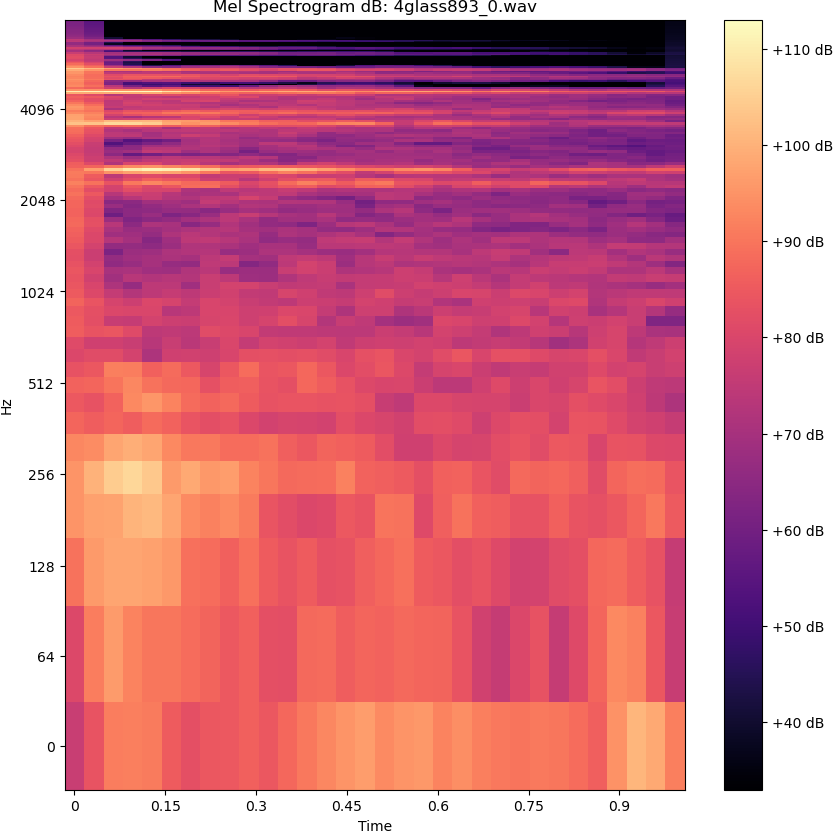 Mel Spectrogram dB: 4glass893_0.wav
+110 dB
4096
+100 dB
2048
+90 dB
1024
+80 dB
512
Hz
+70 dB
256
+60 dB
128
+50 dB
64
+40 dB
0
0 0.15 0.3 0.45 0.6 0.75 0.9
Time